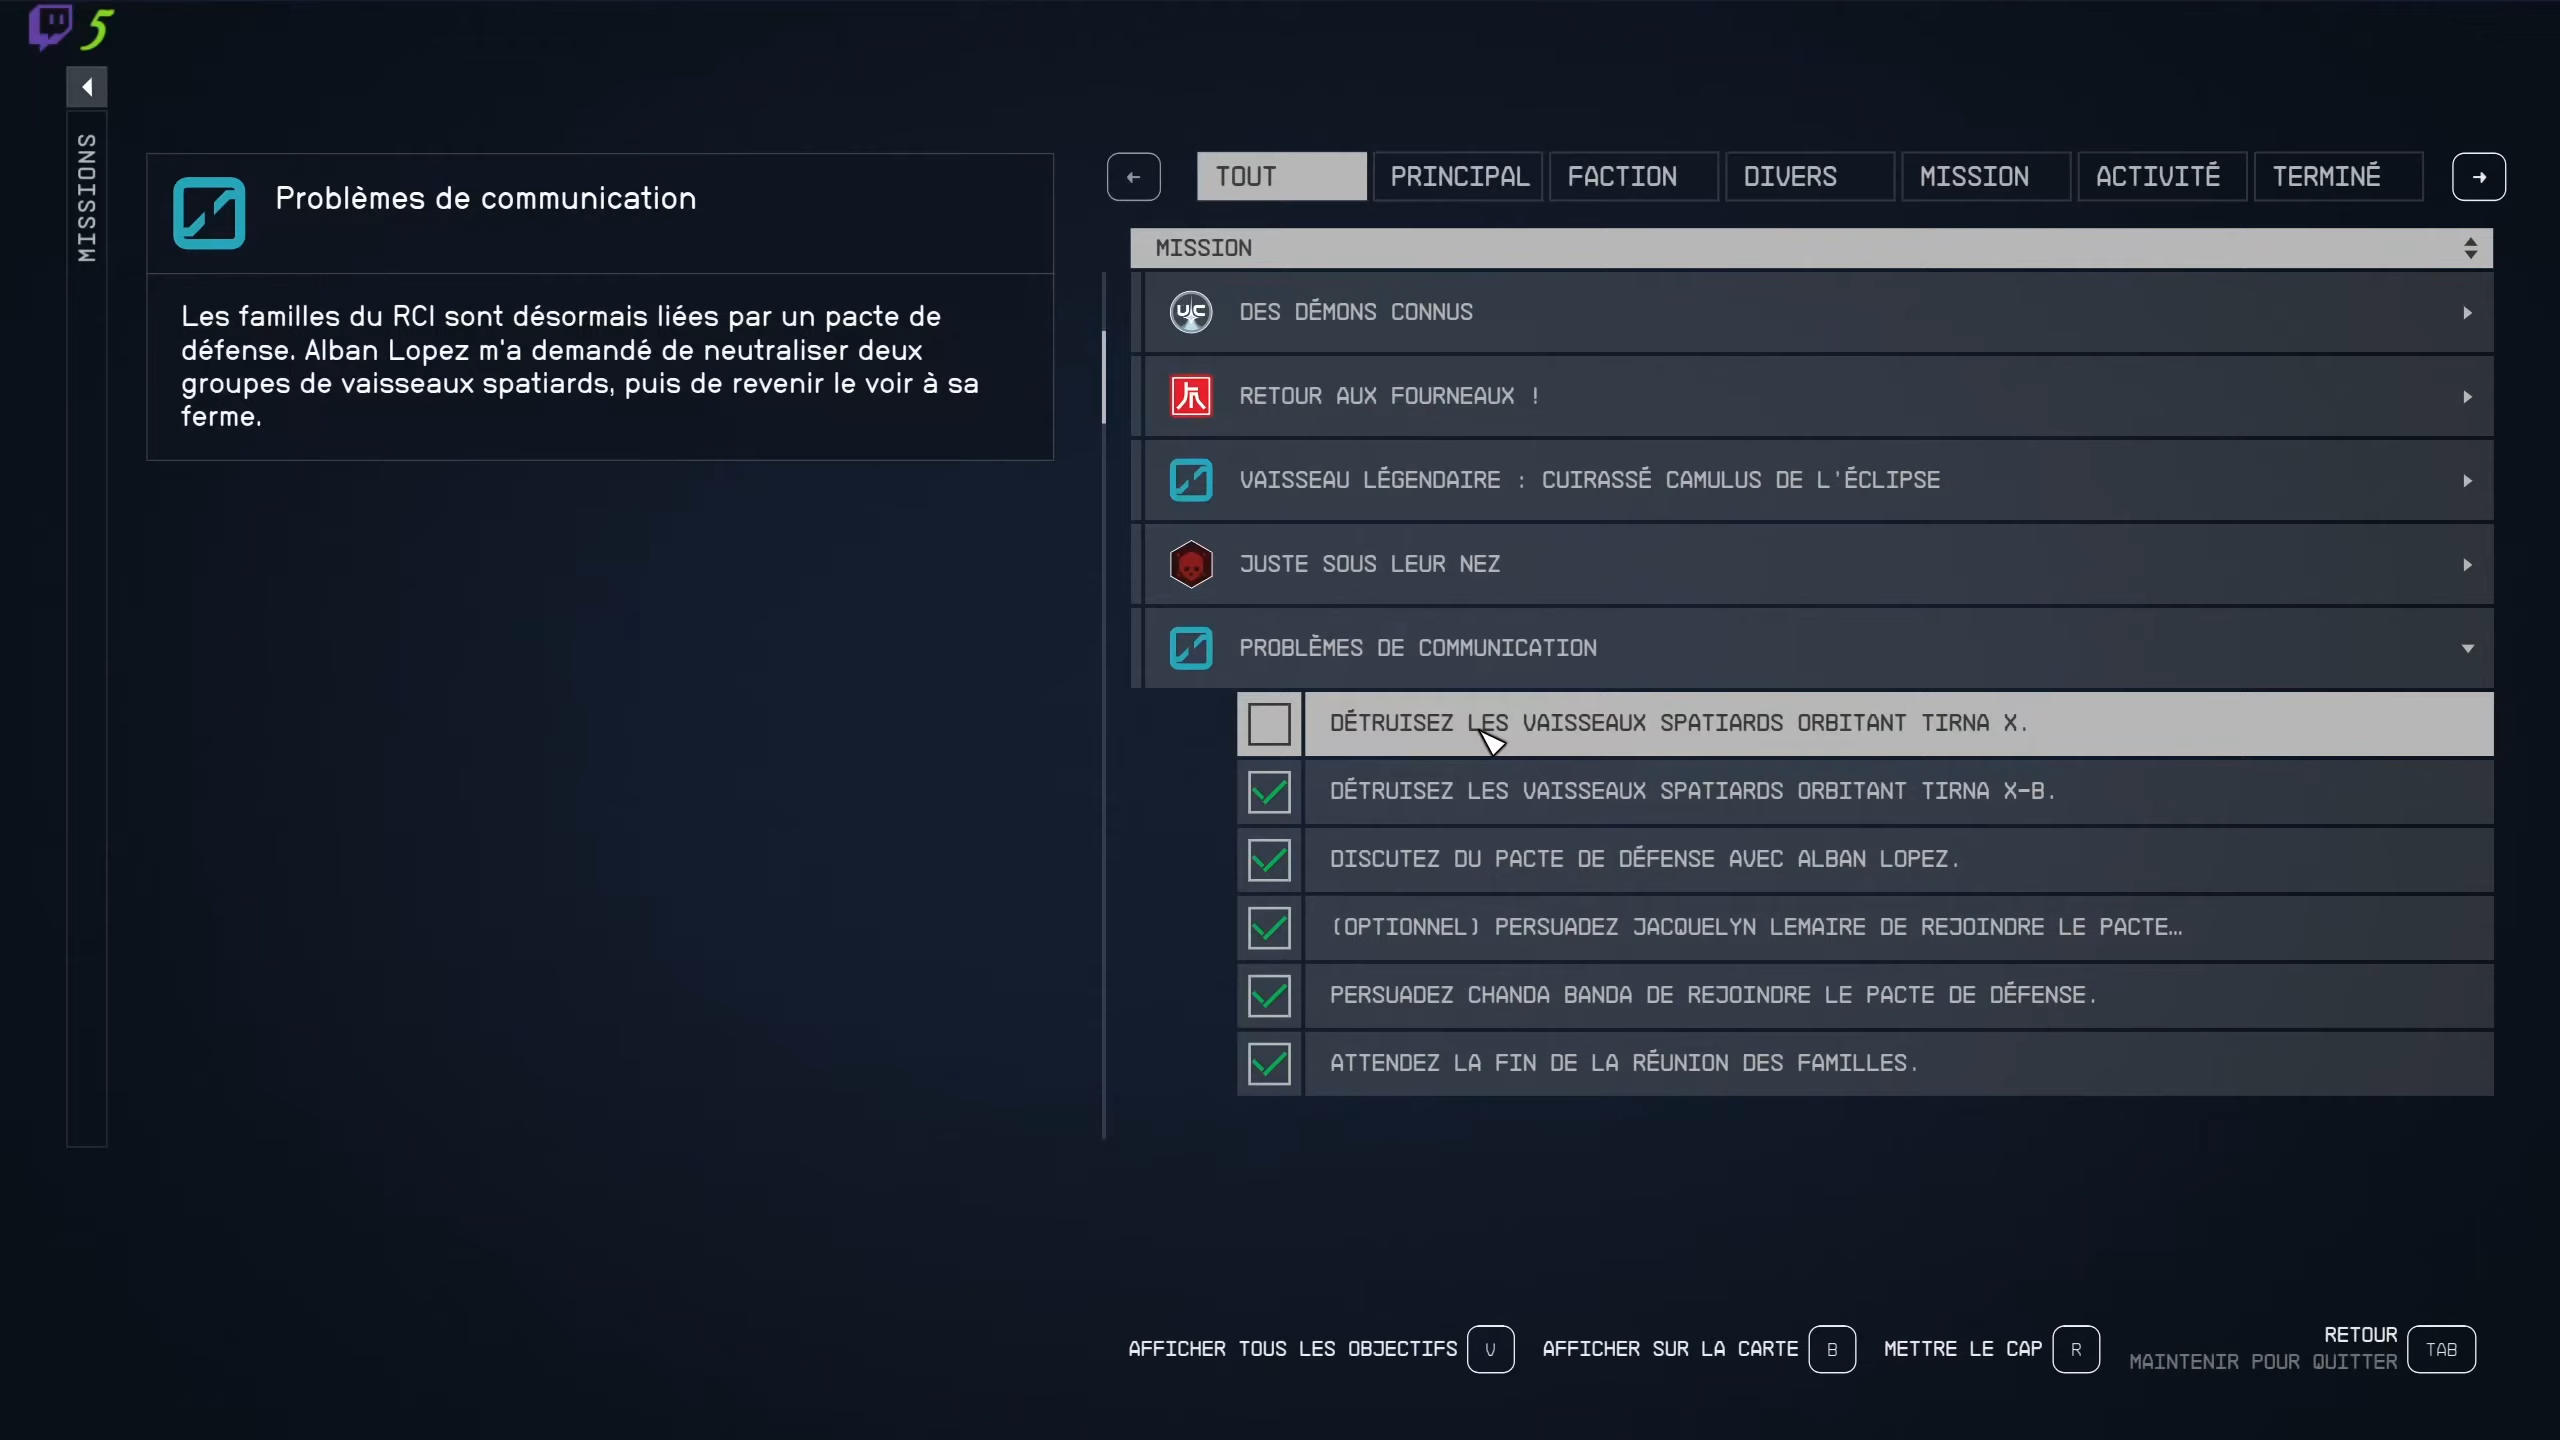 5
MISSIONS
Problèmes de communication
Les familles du RCI sont désormais liées par un pacte de
défense. Alban Lopez m'a demandé de neutraliser deux
groupes de vaisseaux spatiards, puis de revenir le voir à sa
ferme.
TOUT
PRINCIPAL
FACTION
DIVERS
MISSION
ACTIVITÉ
TERMINÉ
MISSION
UC
DES DÉMONS CONNUS
RETOUR AUX FOURNEAUX !
VAISSEAU LÉGENDAIRE : CUIRASSÉ CAMULUS DE L'ÉCLIPSE
JUSTE SOUS LEUR NEZ
PROBLÈMES DE COMMUNICATION
DÉTRUISEZ LES VAISSEAUX SPATIARDS ORBITANT TIRNA X.
DÉTRUISEZ LES VAISSEAUX SPATIARDS ORBITANT TIRNA X-B.
DISCUTEZ DU PACTE DE DÉFENSE AVEC ALBAN LOPEZ.
(OPTIONNEL) PERSUADEZ JACQUELYN LEMAIRE DE REJOINDRE LE PACTE…
PERSUADEZ CHANDA BANDA DE REJOINDRE LE PACTE DE DÉFENSE.
ATTENDEZ LA FIN DE LA RÉUNION DES FAMILLES.
AFFICHER TOUS LES OBJECTIFS V
AFFICHER SUR LA CARTE B
METTRE LE CAP R
RETOUR
MAINTENIR POUR QUITTER
TAB